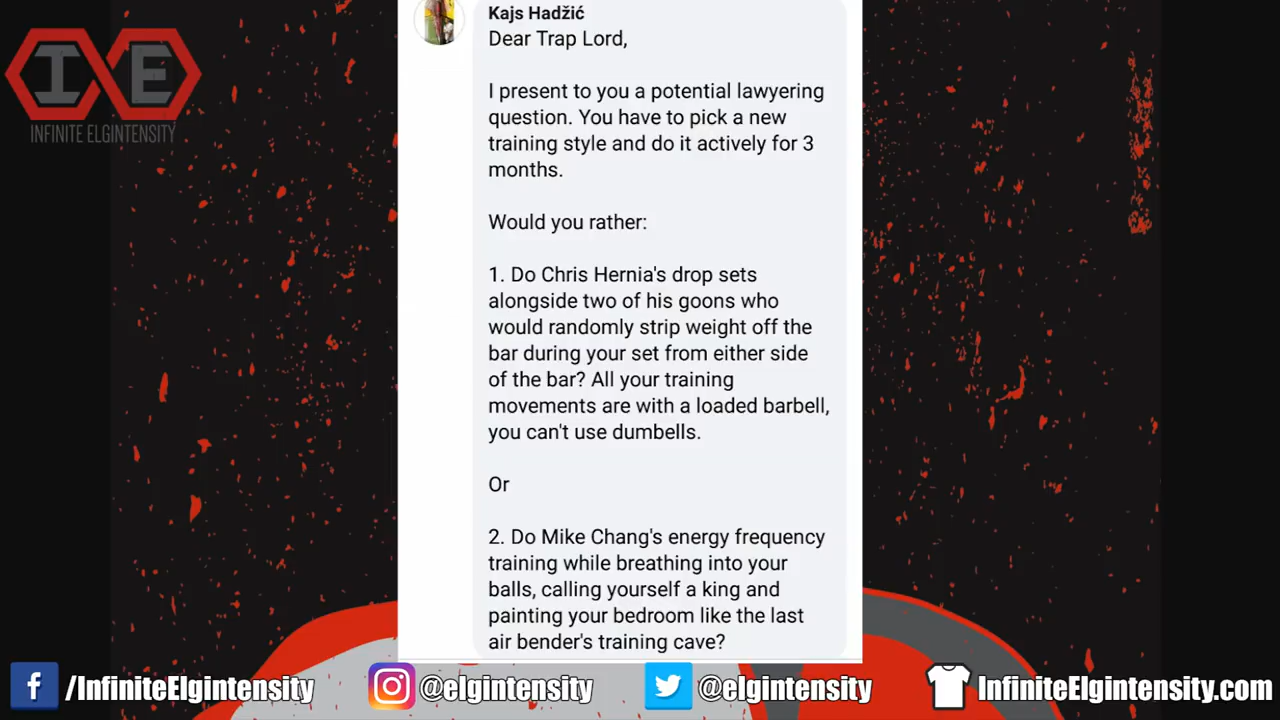 IXE
INFINITE ELGINTENSITY
Kajs Hadžić
Dear Trap Lord,
I present to you a potential lawyering
question. You have to pick a new
training style and do it actively for 3
months.
Would you rather:
1. Do Chris Hernia's drop sets
alongside two of his goons who
would randomly strip weight off the
bar during your set from either side
of the bar? All your training
movements are with a loaded barbell,
you can't use dumbells.
Or
2. Do Mike Chang's energy frequency
training while breathing into your
balls, calling yourself a king and
painting your bedroom like the last
air bender's training cave?
/InfiniteElgintensity
@elgintensity
@elgintensity
InfiniteElgintensity.com